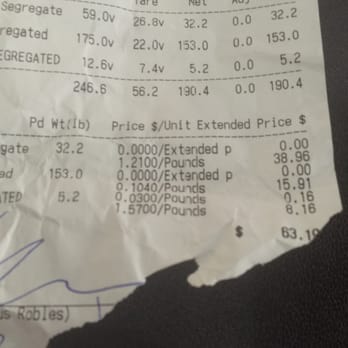 Tare Net Adj
Segregate 59.0v 26.8v 32.2 0.0 32.2
regated 175.0v 22.0v 153.0 0.0 153.0
EGREGATED 12.6v 7.4v 5.2 0.0 5.2
246.6 56.2 190.4 0.0 190.4
Pd Wt(lb) Price $/Unit Extended Price $
gate 32.2 0.0000/Extended p 0.00
1.2100/Pounds 38.96
ad 153.0 0.0000/Extended p 0.00
0.1040/Pounds 15.91
ATED 5.2 0.0300/Pounds 0.16
1.5700/Pounds 8.16
$ 63.19
us Robles)